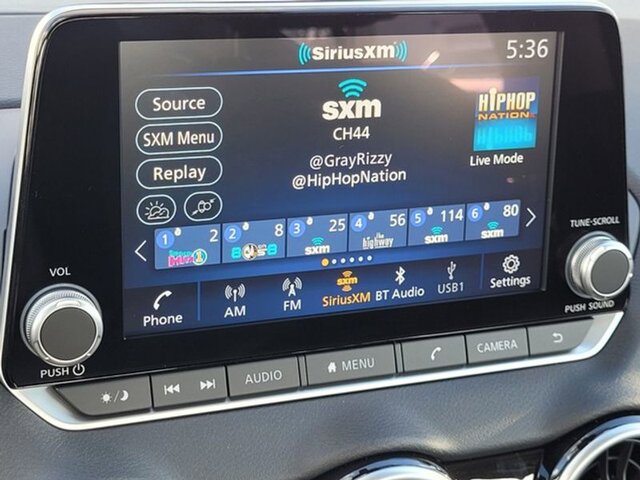 SiriusXm
5:36
Source
SXM Menu
Replay
sxm
CH44
@GrayRizzy
@HipHopNation
HIPHOP
NATION
Live Mode
1 2
2 8
3 25
sxm
4 56
the highway
5 114
sxm
6 80
sxm
Phone
AM
FM
sxm
SiriusXM
BT Audio
USB1
Settings
VOL
PUSH
TUNE·SCROLL
PUSH SOUND
AUDIO
MENU
CAMERA